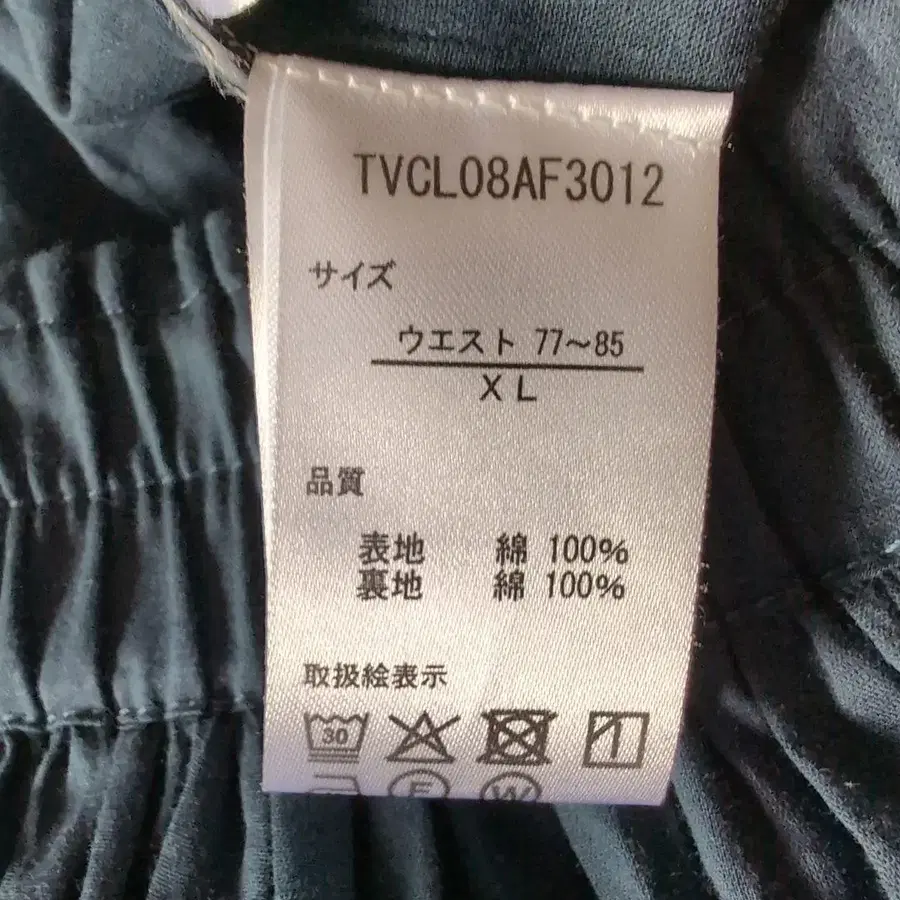 TVCL08AF3012
サイズ
ウエスト 77～85
XL
品質
表地 綿 100%
裏地 綿 100%
取扱絵表示
30
F W